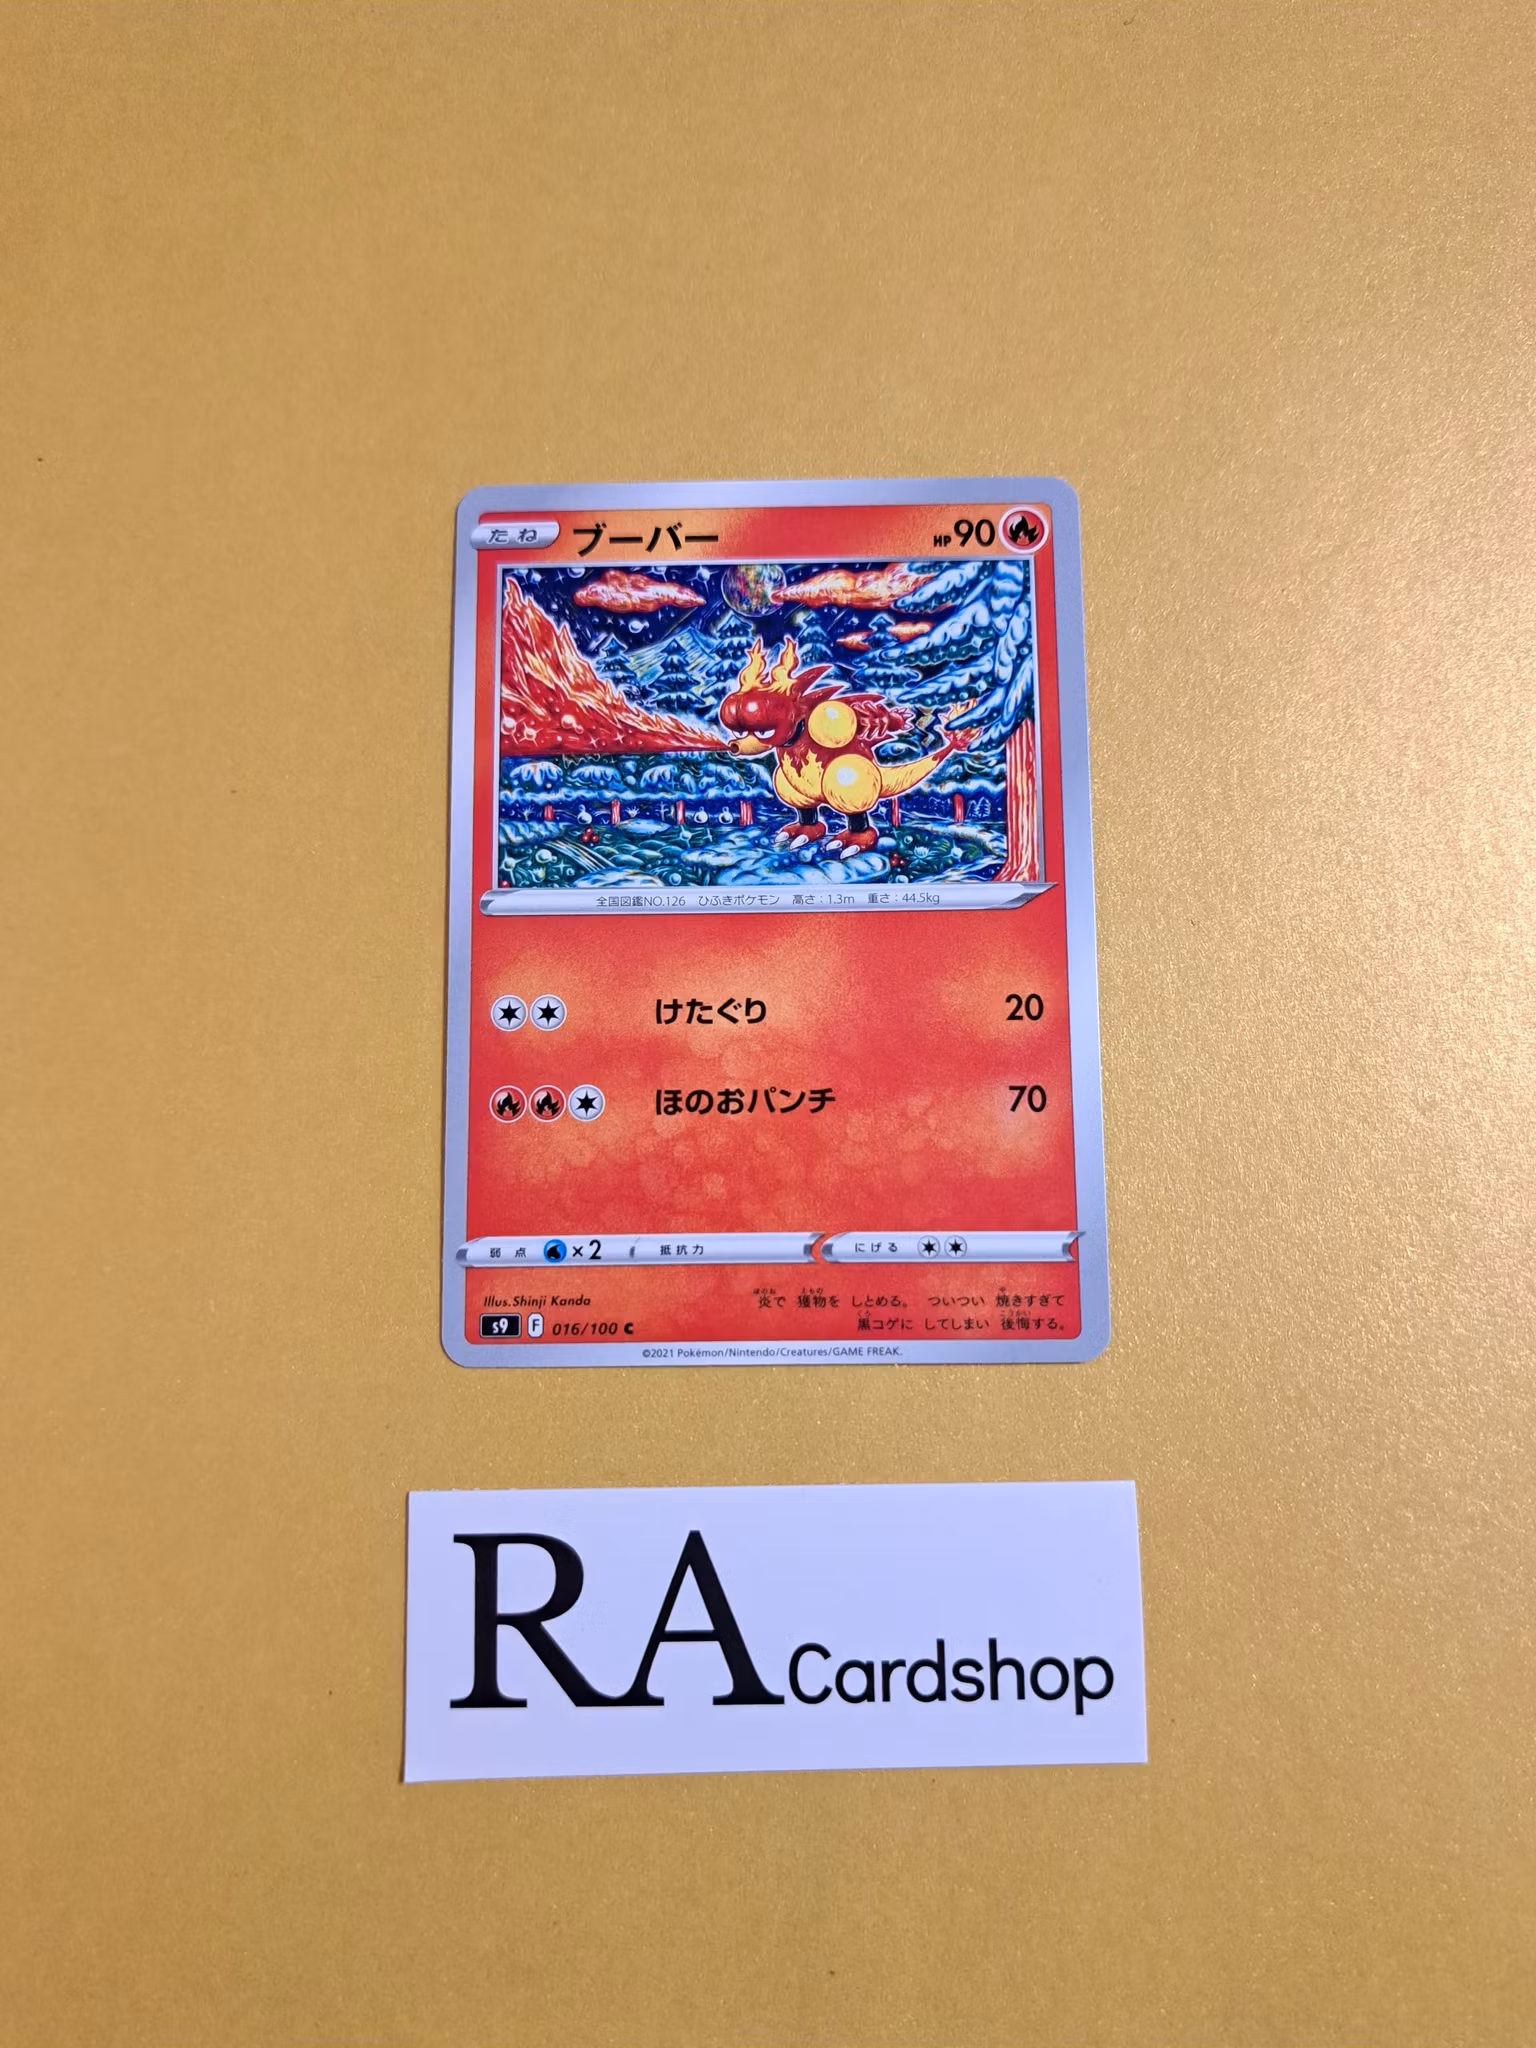 たね ブーバー HP90
全国図鑑NO.126 ひふきポケモン 高さ:1.3m 重さ:44.5kg
けたぐり 20
ほのおパンチ 70
弱点 ×2 抵抗力 にげる
Illus.Shinji Kanda
炎で 獲物を しとめる。 ついつい 焼きすぎて
黒コゲに してしまい 後悔する。
s9 F 016/100 C
©2021 Pokémon/Nintendo/Creatures/GAME FREAK.
RA Cardshop